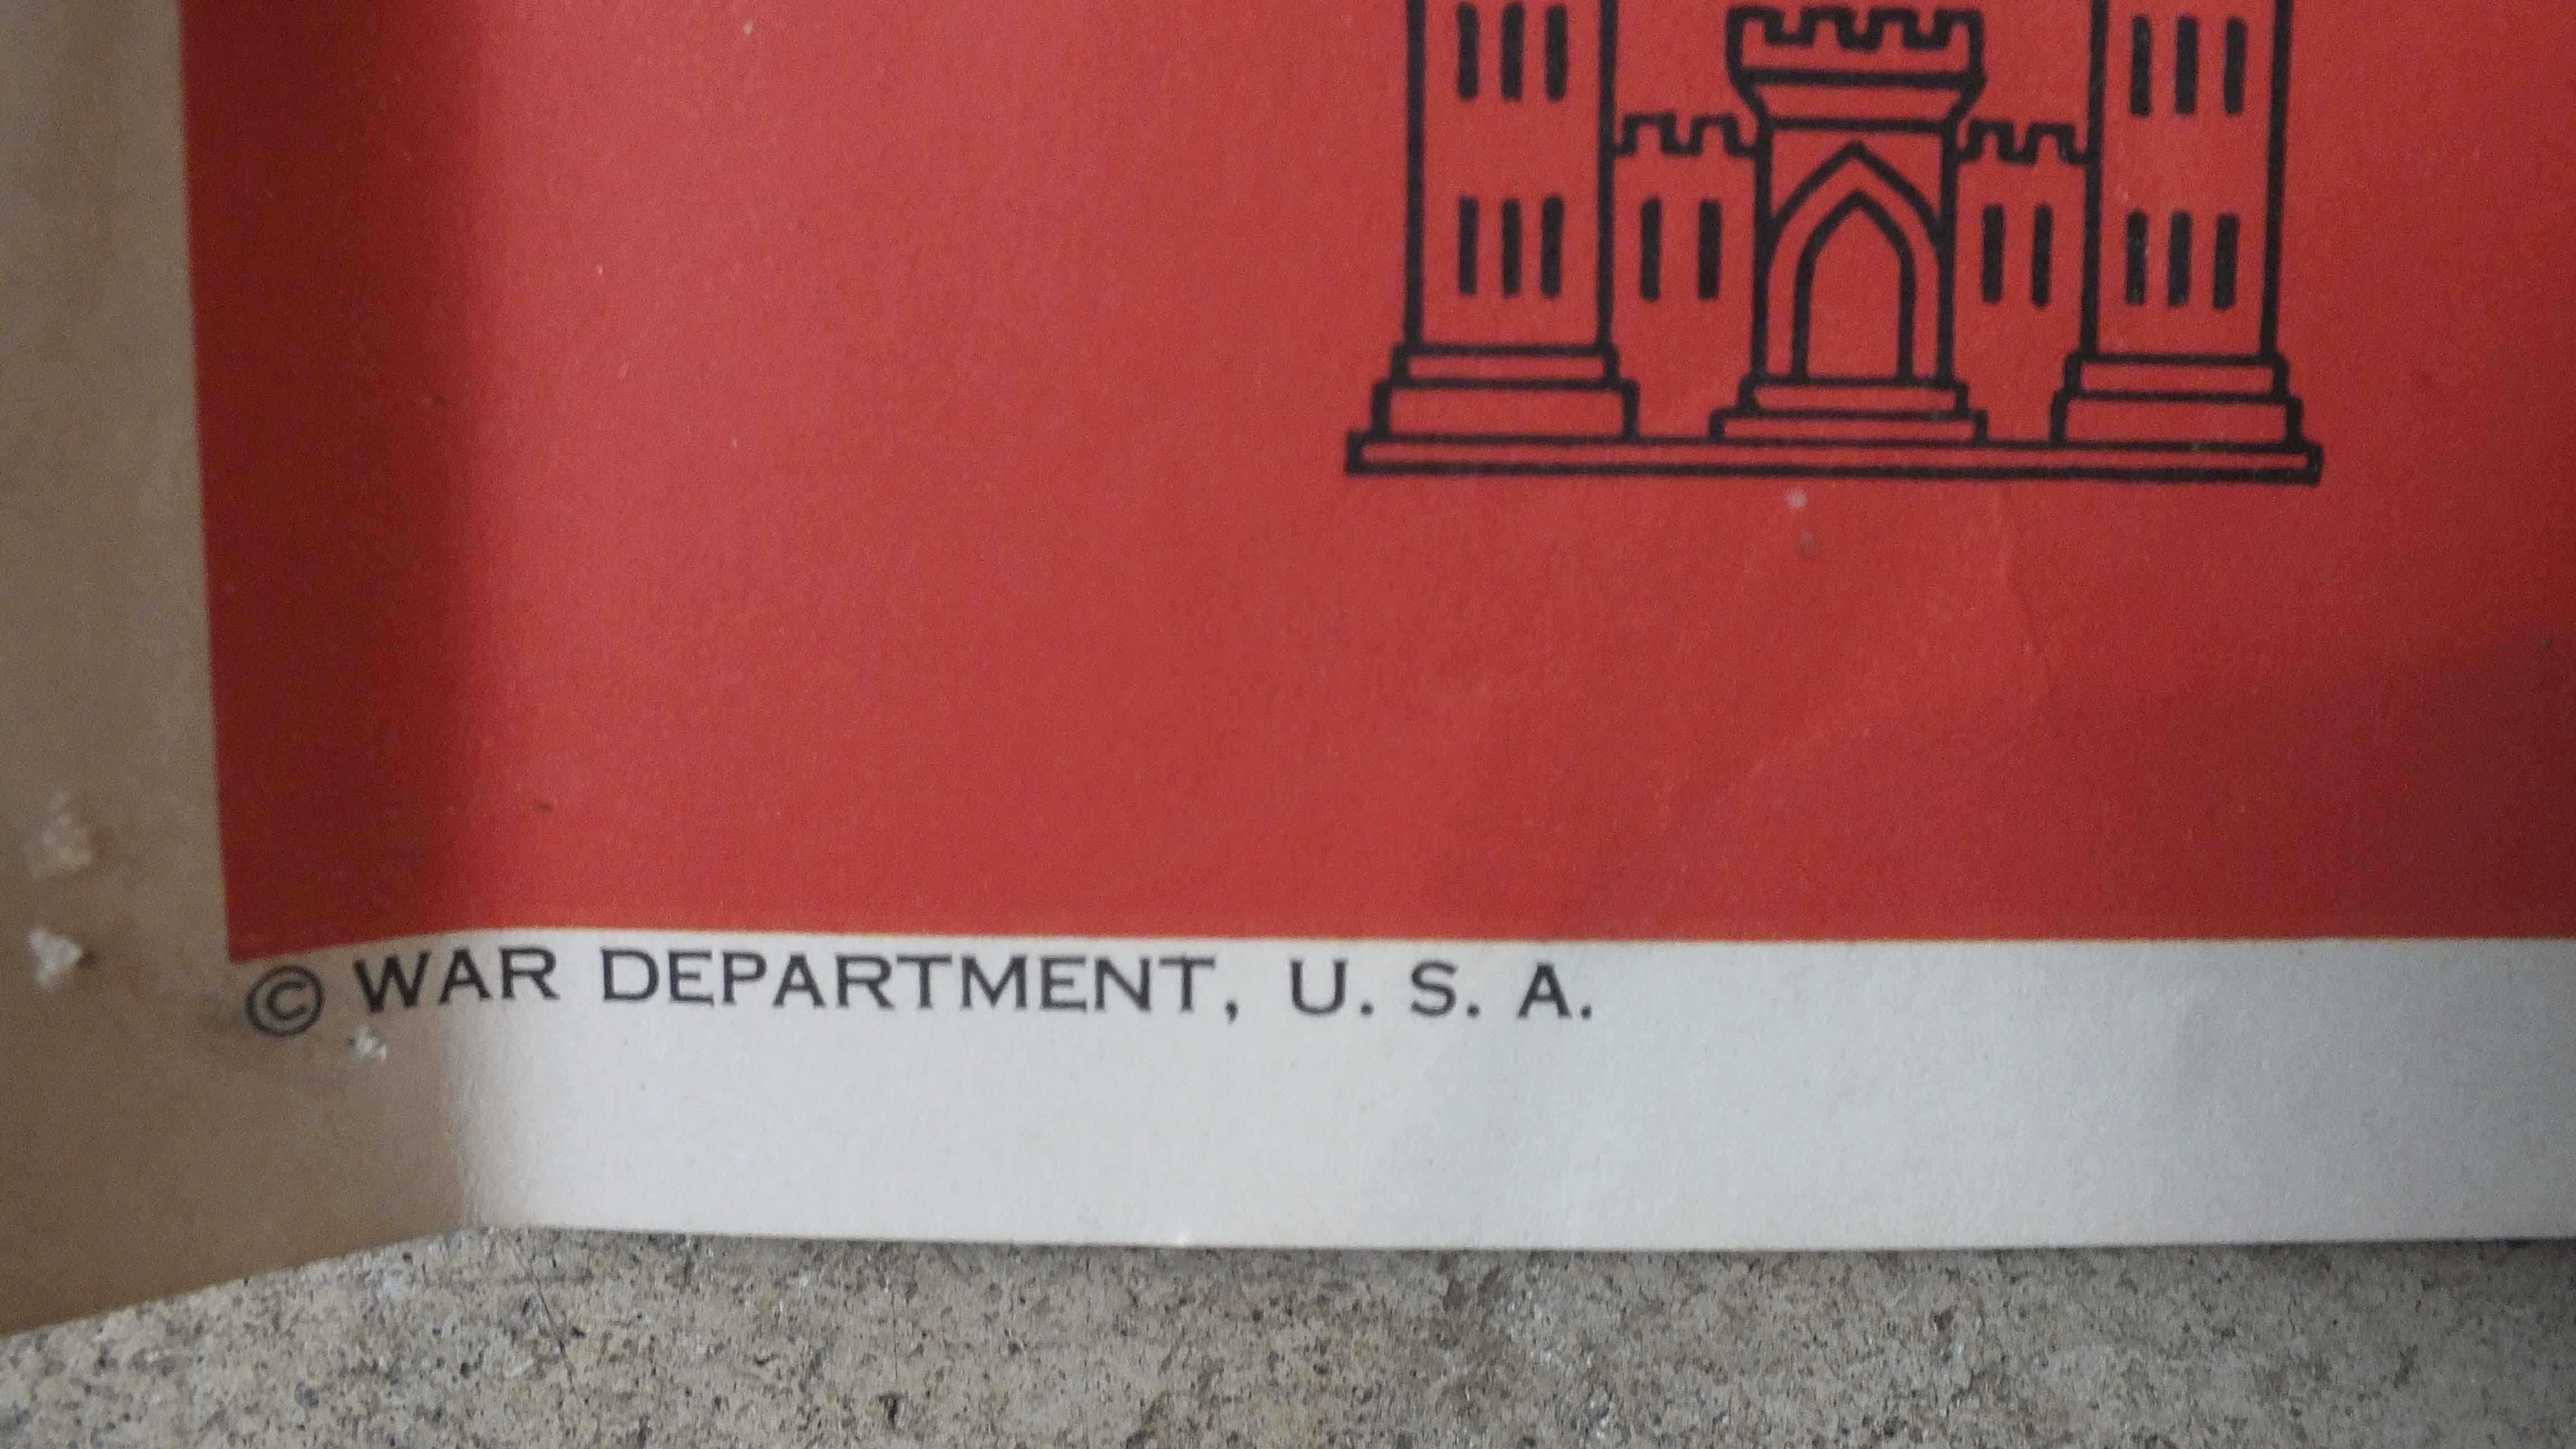 © WAR DEPARTMENT, U. S. A.